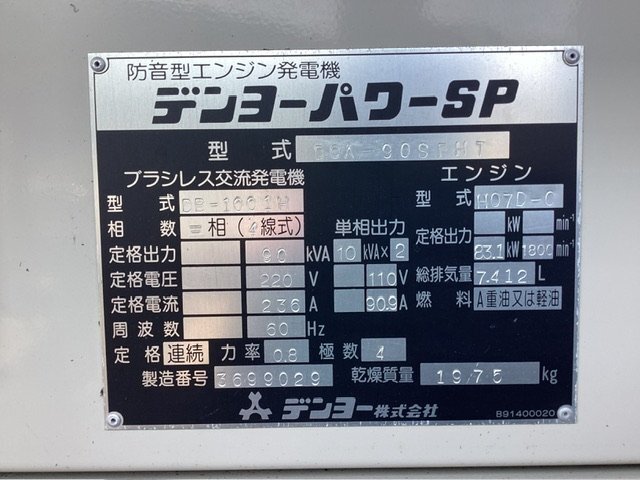 防音型エンジン発電機
デンヨーパワーSP
型式 DCA-90SPHT
ブラシレス交流発電機 エンジン
型式 DB-1001H 型式 H07D-C
相数 三相(4線式) 単相出力 定格出力 kW min⁻¹
定格出力 90 kVA 10 kVA×2 83.1 kW 1800 min⁻¹
定格電圧 220 V 110 V 総排気量 7.412 L
定格電流 236 A 90.9A 燃料 A重油又は軽油
周波数 60 Hz
定格 連続 力率 0.8 極数 4
製造番号 3699029 乾燥質量 1975 kg
デンヨー株式会社 B91400020